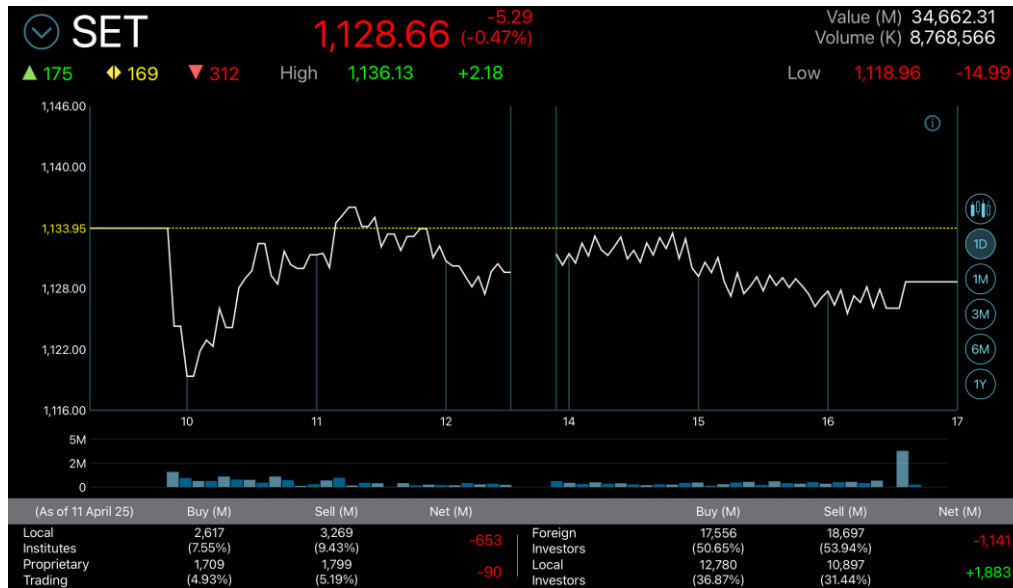 SET 1,128.66 -5.29 (-0.47%) Value (M) 34,662.31
Volume (K) 8,768,566
175 169 312 High 1,136.13 +2.18 Low 1,118.96 -14.99
1,146.00
1,140.00
1,133.95
1,128.00
1,122.00
1,116.00
10 11 12 14 15 16 17
1D
1M
3M
6M
1Y
5M
2M
0
(As of 11 April 25) Buy (M) Sell (M) Net (M) Buy (M) Sell (M) Net (M)
Local Institutes 2,617 (7.55%) 3,269 (9.43%) -653 Foreign Investors 17,556 (50.65%) 18,697 (53.94%) -1,141
Proprietary Trading 1,709 (4.93%) 1,799 (5.19%) -90 Local Investors 12,780 (36.87%) 10,897 (31.44%) +1,883